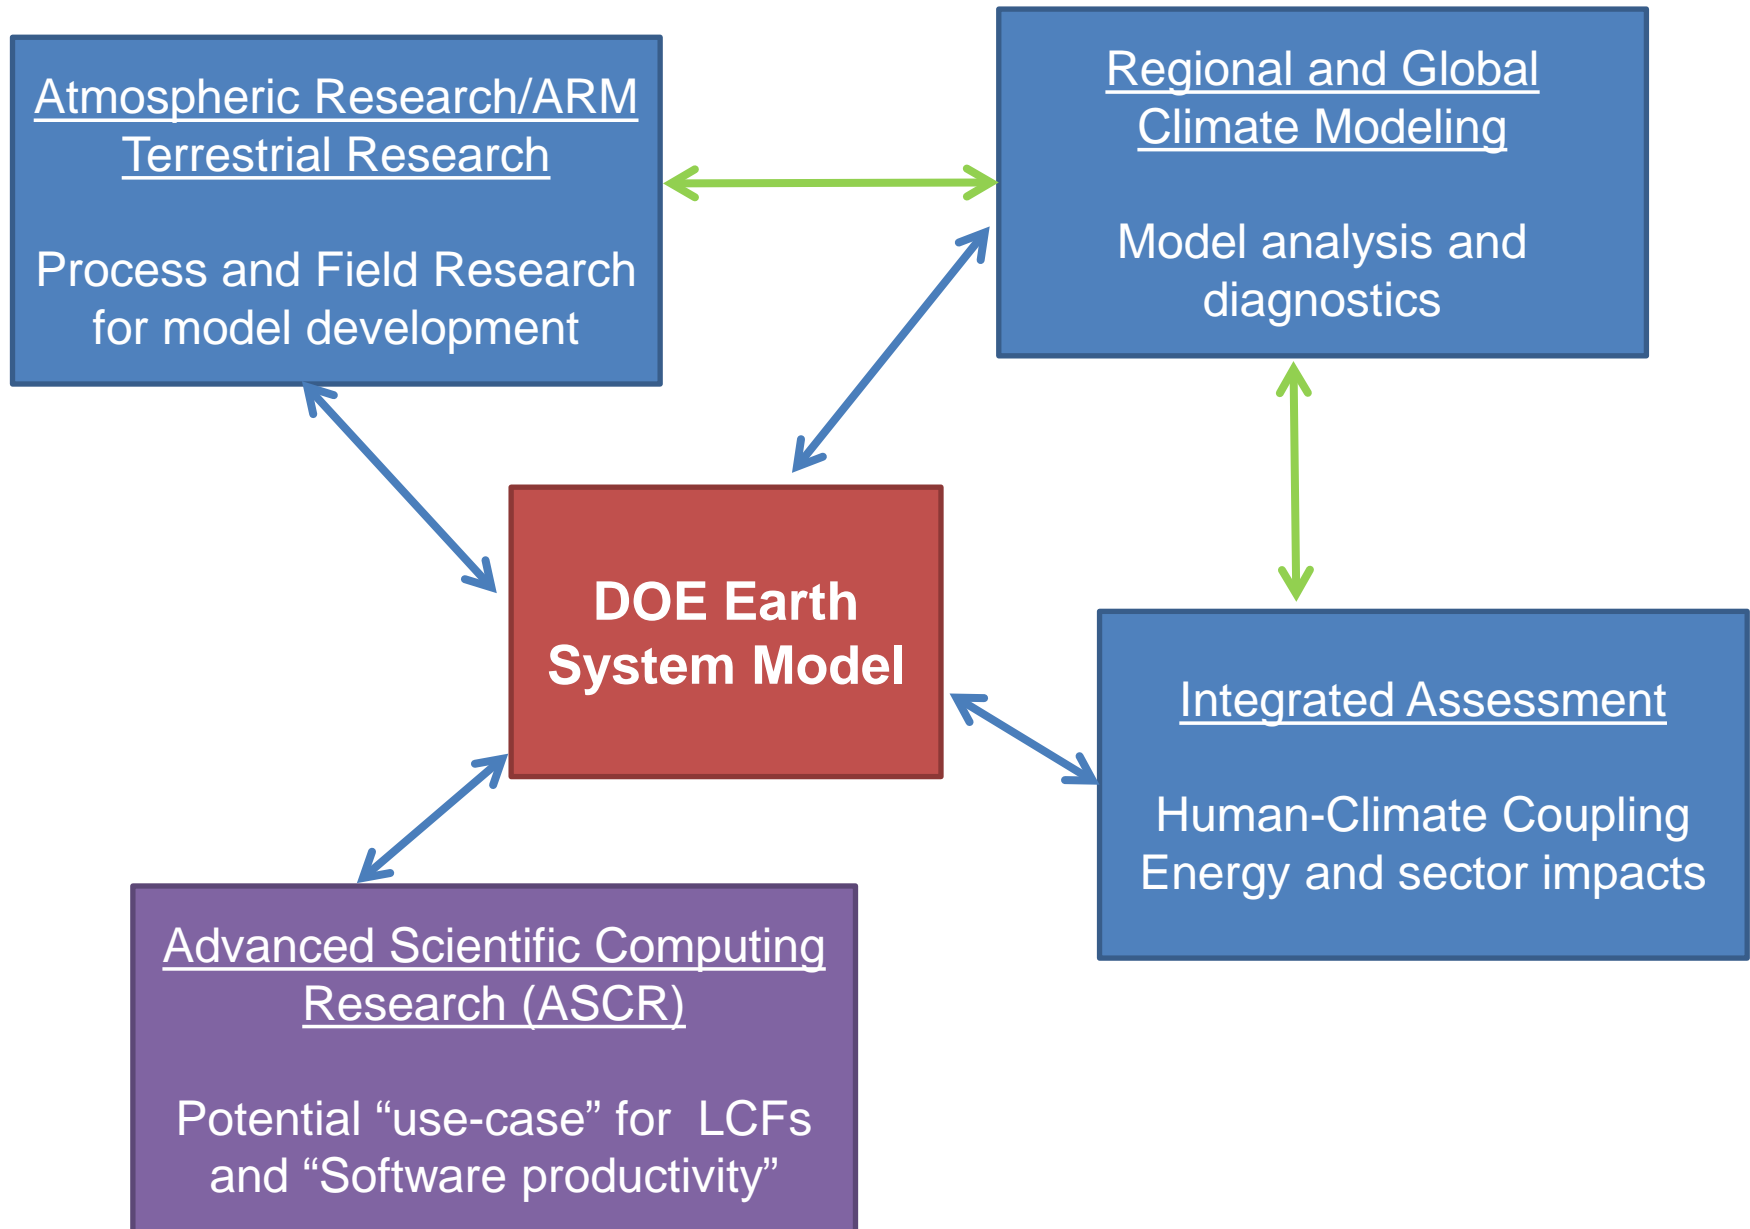 Atmospheric Research/ARM
Terrestrial Research
Process and Field Research
for model development
Regional and Global
Climate Modeling
Model analysis and
diagnostics
DOE Earth
System Model
Integrated Assessment
Human-Climate Coupling
Energy and sector impacts
Advanced Scientific Computing
Research (ASCR)
Potential “use-case” for  LCFs
and “Software productivity”